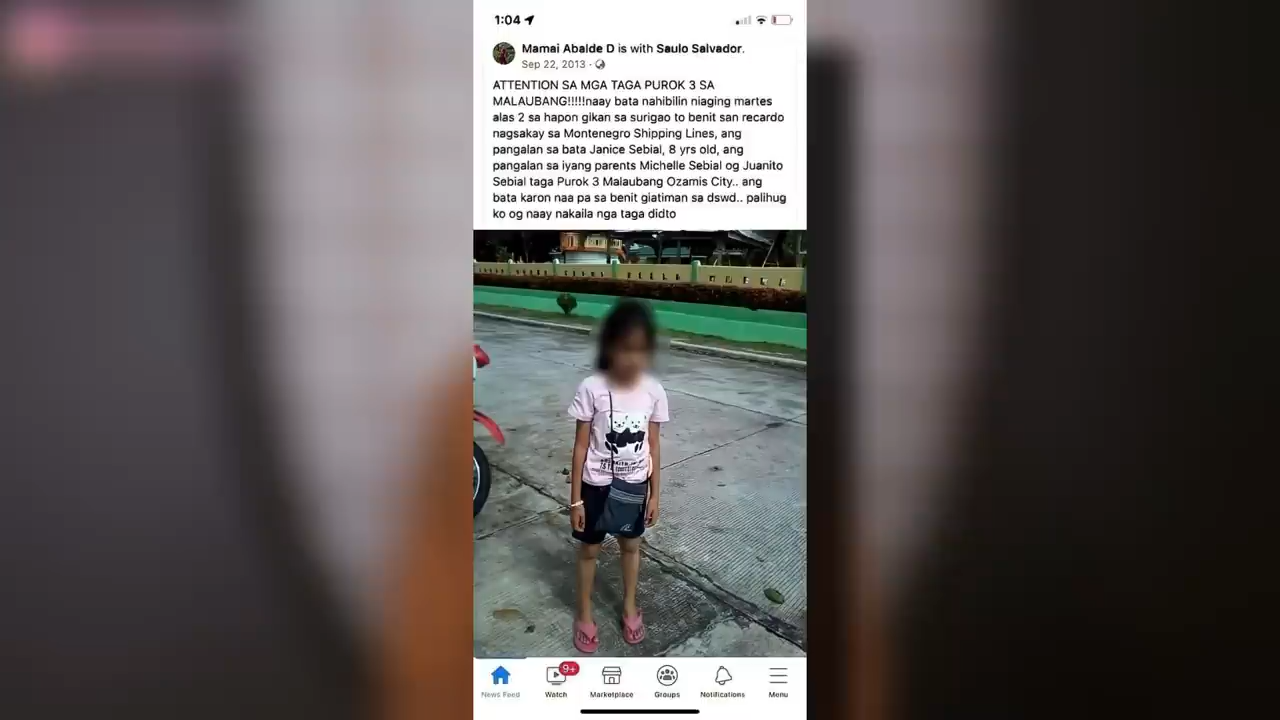 1:04
Mamai Abalde D is with Saulo Salvador.
Sep 22, 2013 ·
ATTENTION SA MGA TAGA PUROK 3 SA
MALAUBANG!!!!!naay bata nahibilin niaging martes
alas 2 sa hapon gikan sa surigao to benit san recardo
nagsakay sa Montenegro Shipping Lines, ang
pangalan sa bata Janice Sebial, 8 yrs old, ang
pangalan sa iyang parents Michelle Sebial og Juanito
Sebial taga Purok 3 Malaubang Ozamis City.. ang
bata karon naa pa sa benit giatiman sa dswd.. palihug
ko og naay nakaila nga taga didto
9+
News Feed
Watch
Marketplace
Groups
Notifications
Menu